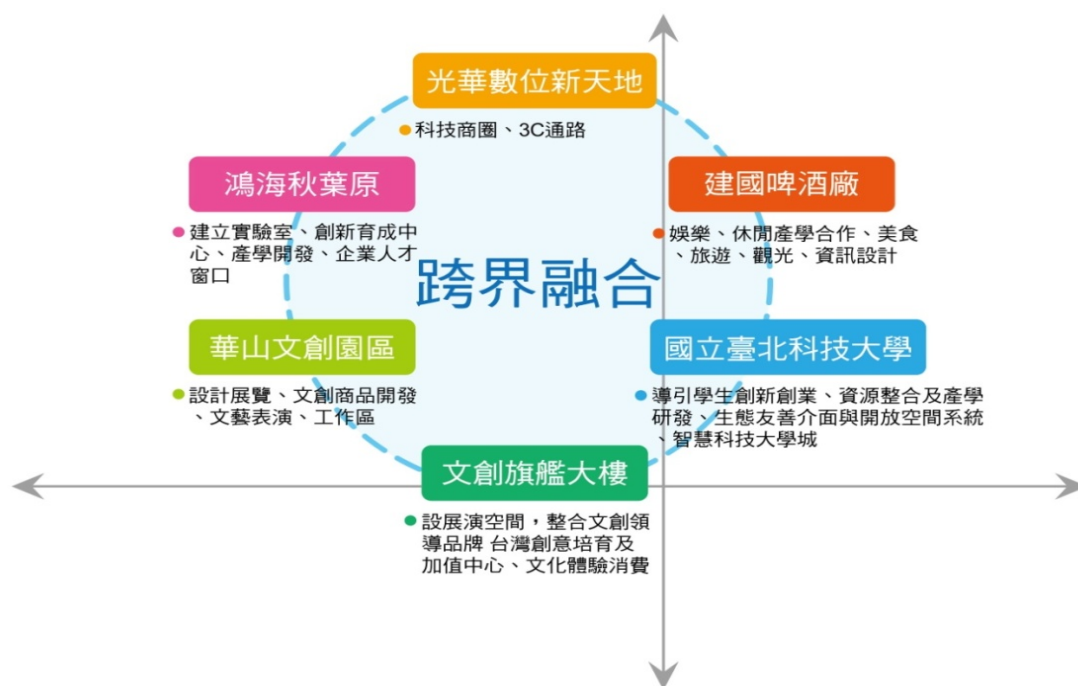 光華數位新天地
科技商圈、3C通路
鴻海秋葉原
建立實驗室、創新育成中
心、產學開發、企業人才
窗口
建國啤酒廠
娛樂、休閒產學合作、美食
、旅遊、觀光、資訊設計
跨界融合
華山文創園區
設計展覽、文創商品開發
、文藝表演、工作區
國立臺北科技大學
導引學生創新創業、資源整合及產學
研發、生態友善介面與開放空間系統
、智慧科技大學城
文創旗艦大樓
設展演空間，整合文創領
導品牌 台灣創意培育及
加值中心、文化體驗消費